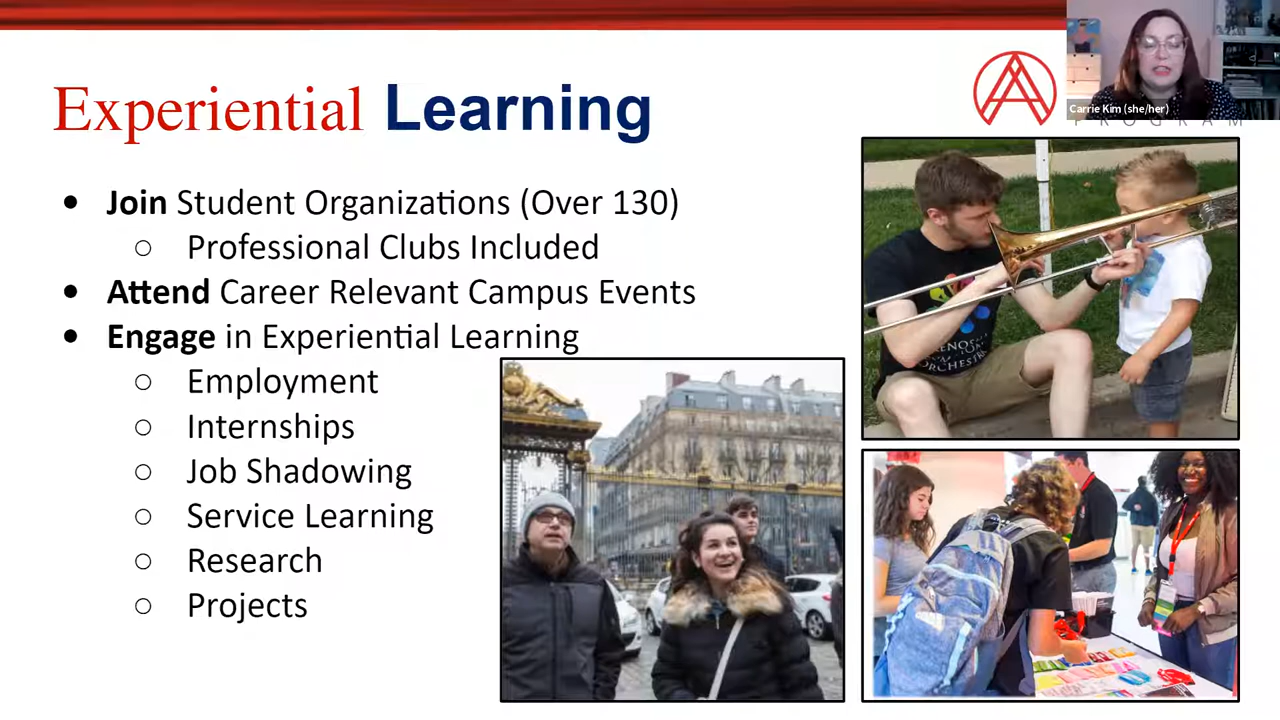 Experiential Learning
Carrie Kim (she/her)
PROGRAM
• Join Student Organizations (Over 130)
○ Professional Clubs Included
• Attend Career Relevant Campus Events
• Engage in Experiential Learning
○ Employment
○ Internships
○ Job Shadowing
○ Service Learning
○ Research
○ Projects